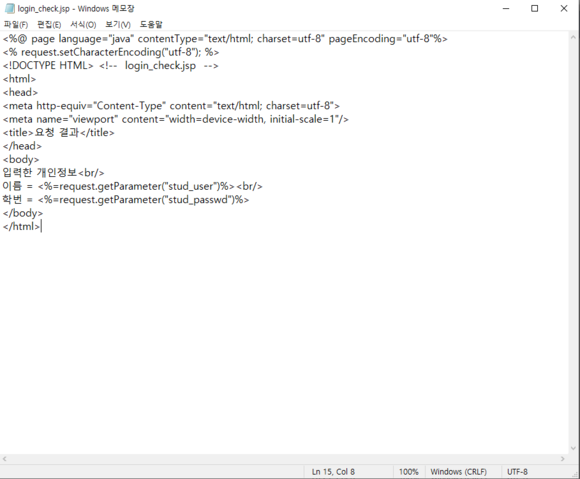 login_check.jsp - Windows 메모장
파일(F) 편집(E) 서식(O) 보기(V) 도움말
<%@ page language="java" contentType="text/html; charset=utf-8" pageEncoding="utf-8"%>
<% request.setCharacterEncoding("utf-8"); %>
<!DOCTYPE HTML> <!-- login_check.jsp -->
<html>
<head>
<meta http-equiv="Content-Type" content="text/html; charset=utf-8">
<meta name="viewport" content="width=device-width, initial-scale=1"/>
<title>요청 결과</title>
</head>
<body>
입력한 개인정보<br/>
이름 = <%=request.getParameter("stud_user")%><br/>
학번 = <%=request.getParameter("stud_passwd")%>
</body>
</html>
Ln 15, Col 8 100% Windows (CRLF) UTF-8